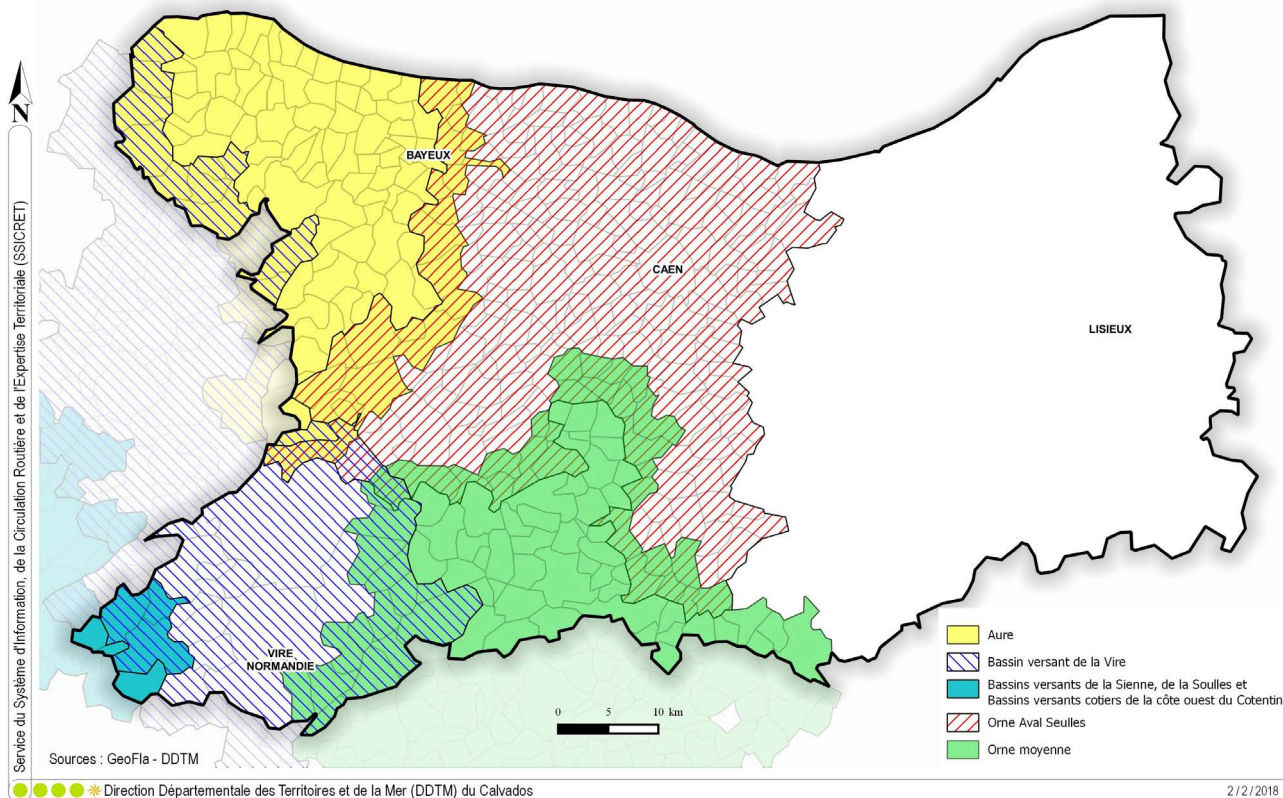 N
Service du Système d'Information, de la Circulation Routière et de l'Expertise Territoriale (SSICRET)
BAYEUX
CAEN
LISIEUX
VIRE
NORMANDIE
Aure
Bassin versant de la Vire
Bassins versants de la Sienne, de la Soulles et
Bassins versants cotiers de la côte ouest du Cotentin
Orne Aval Seulles
Orne moyenne
0 5 10 km
Sources : GeoFla - DDTM
Direction Départementale des Territoires et de la Mer (DDTM) du Calvados
2/2/2018